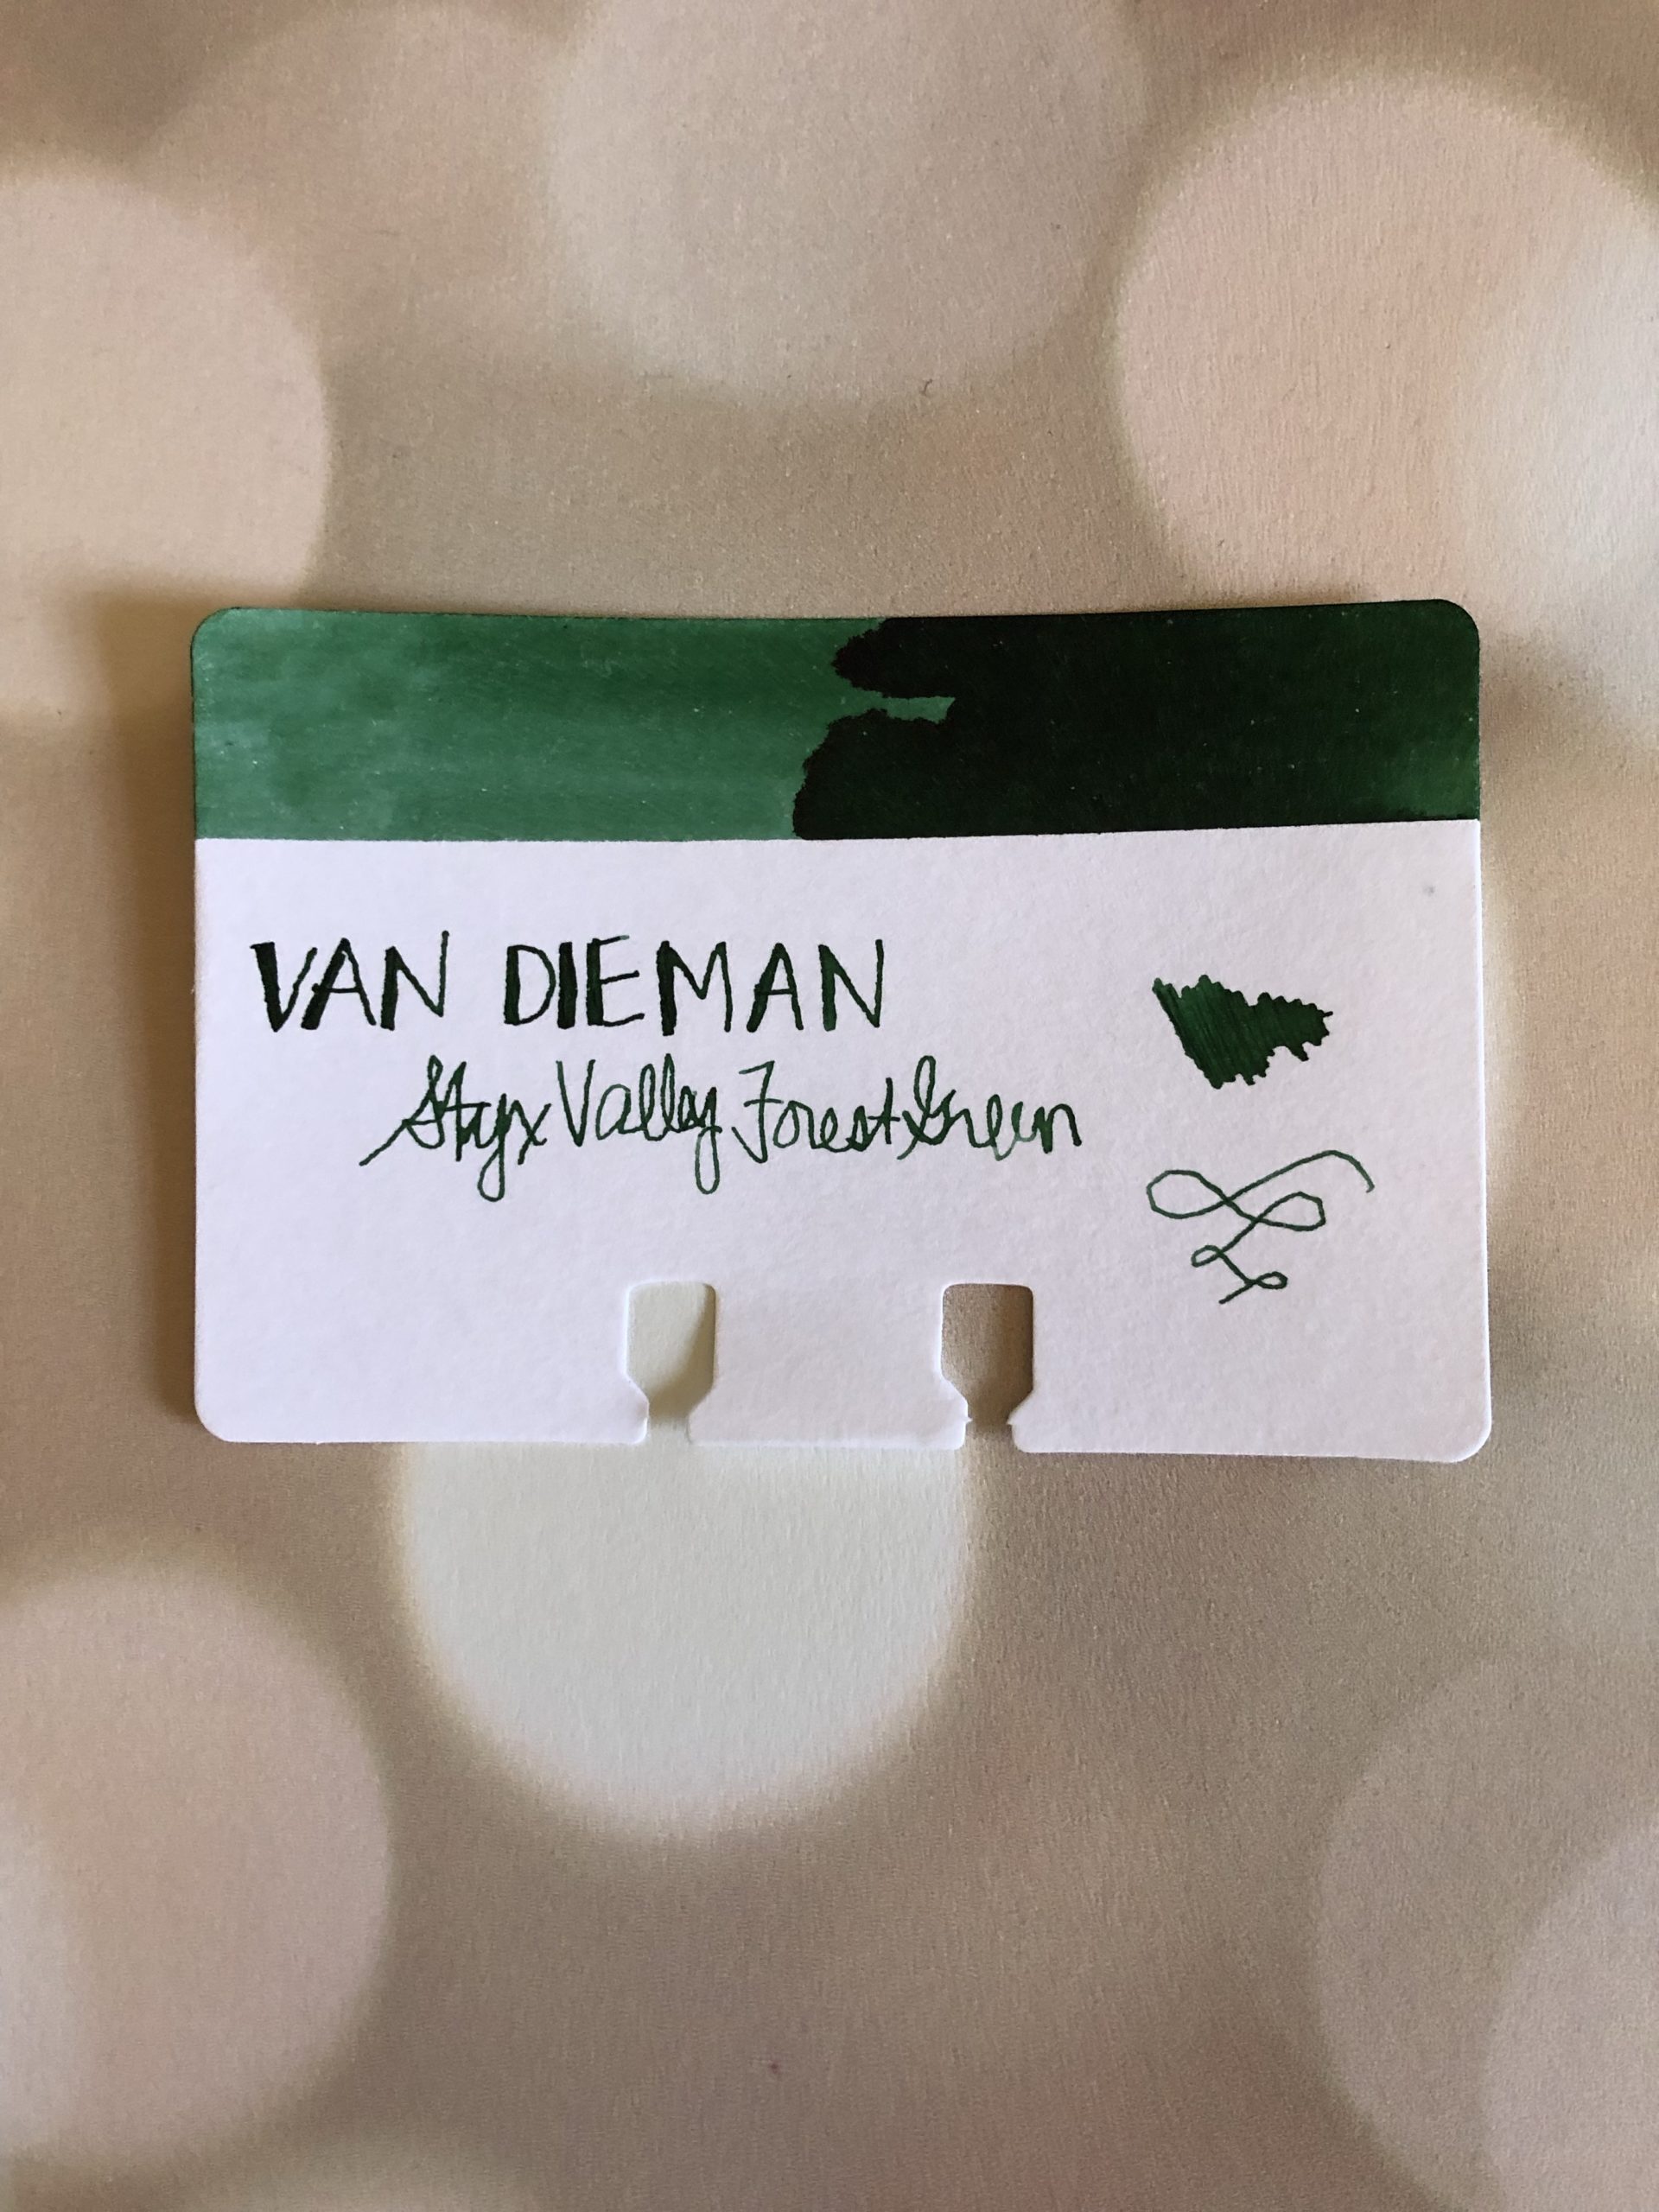 VAN DIEMAN
Styx Valley Forest Green